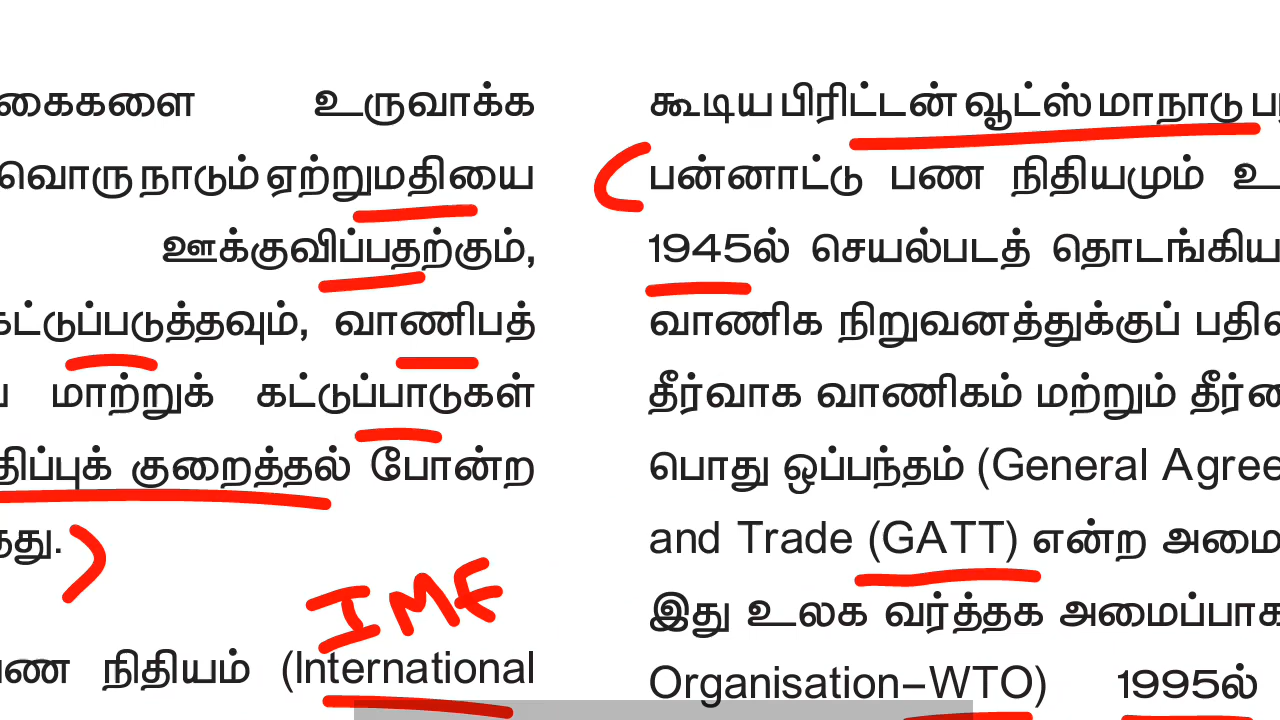 கைகளை உருவாக்க
வொரு நாடும் ஏற்றுமதியை
ஊக்குவிப்பதற்கும்,
கட்டுப்படுத்தவும், வாணிபத்
மாற்றுக் கட்டுப்பாடுகள்
திப்புக் குறைத்தல் போன்ற
தது.
IMF
பண நிதியம் (International
கூடிய பிரிட்டன் வூட்ஸ் மாநாடு
பன்னாட்டு பண நிதியமும் உ
1945ல் செயல்படத் தொடங்கிய
வாணிக நிறுவனத்துக்குப் பதி
தீர்வாக வாணிகம் மற்றும் தீர்
பொது ஒப்பந்தம் (General Agree
and Trade (GATT) என்ற அமை
இது உலக வர்த்தக அமைப்பாக
Organisation–WTO) 1995ல்